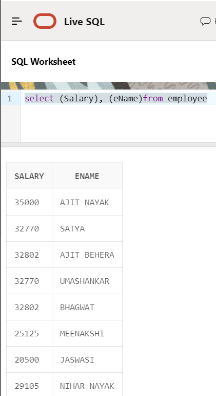 Live SQL
SQL Worksheet
1 select (Salary), (eName)from employee
SALARY ENAME
35000 AJIT NAYAK
32770 SATYA
32802 AJIT BEHERA
32770 UMASHANKAR
32802 BHAGWAT
25125 MEENAKSHI
20500 JASWASI
29105 NIHAR NAYAK